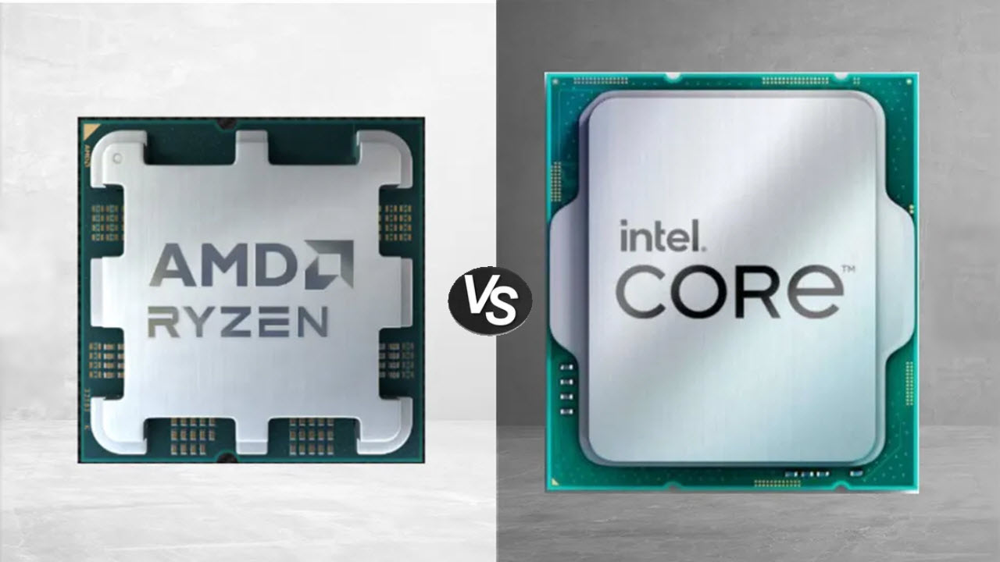 AMD
RYZEN
VS
intel.
CORE™